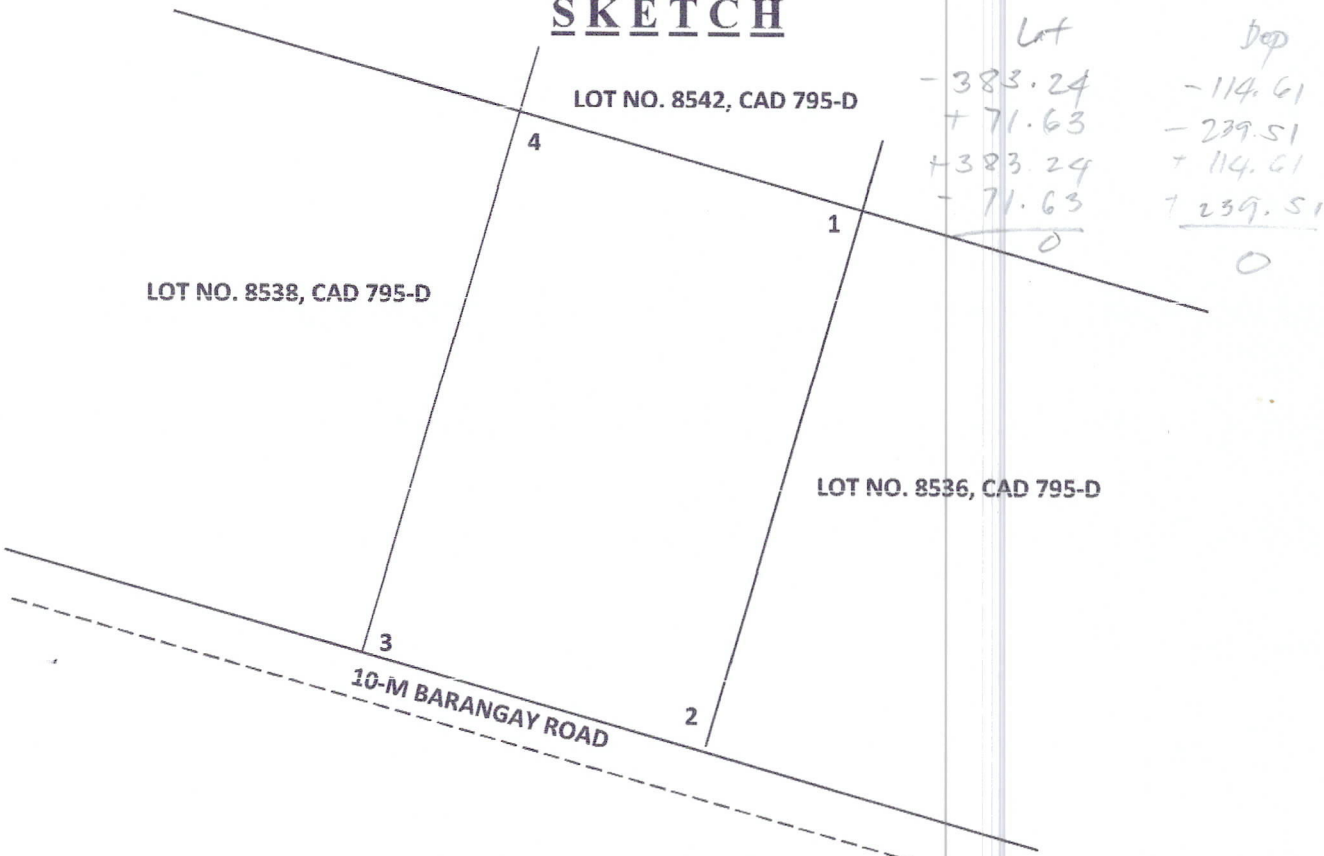 SKETCH
Lat Dep
- 383.24 - 114.61
+ 71.63 - 239.51
+ 383.24 + 114.61
- 71.63 + 239.51
0 0
LOT NO. 8542, CAD 795-D
4
1
LOT NO. 8538, CAD 795-D
LOT NO. 8536, CAD 795-D
3
10-M BARANGAY ROAD
2